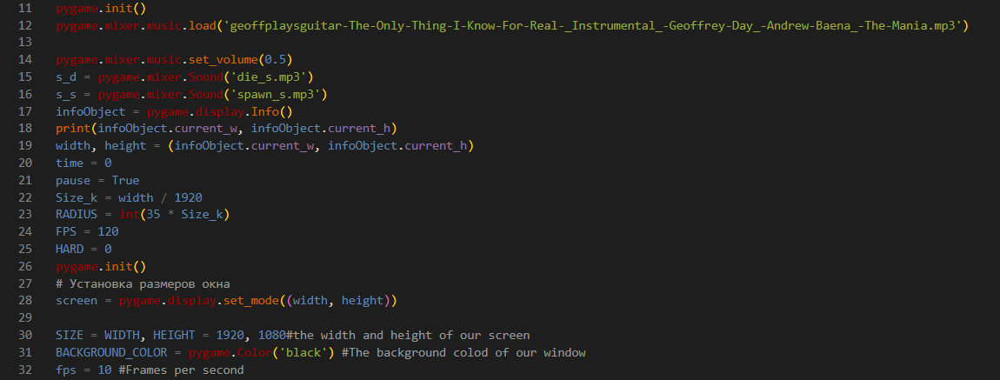 11 pygame.init()
12 pygame.mixer.music.load('geoffplaysguitar-The-Only-Thing-I-Know-For-Real-_Instrumental_-Geoffrey-Day_-Andrew-Baena_-The-Mania.mp3')
13
14 pygame.mixer.music.set_volume(0.5)
15 s_d = pygame.mixer.Sound('die_s.mp3')
16 s_s = pygame.mixer.Sound('spawn_s.mp3')
17 infoObject = pygame.display.Info()
18 print(infoObject.current_w, infoObject.current_h)
19 width, height = (infoObject.current_w, infoObject.current_h)
20 time = 0
21 pause = True
22 Size_k = width / 1920
23 RADIUS = int(35 * Size_k)
24 FPS = 120
25 HARD = 0
26 pygame.init()
27 # Установка размеров окна
28 screen = pygame.display.set_mode((width, height))
29
30 SIZE = WIDTH, HEIGHT = 1920, 1080#the width and height of our screen
31 BACKGROUND_COLOR = pygame.Color('black') #The background colod of our window
32 fps = 10 #Frames per second